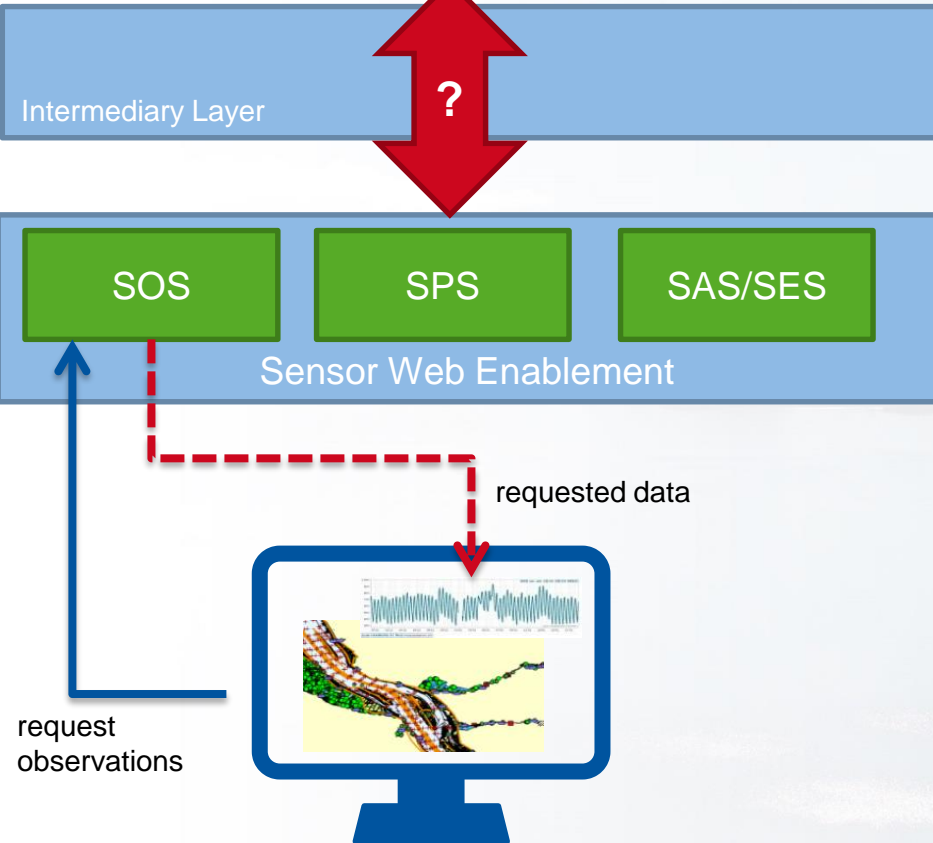 ?
Intermediary Layer
SOS
SPS
SAS/SES
Sensor Web Enablement
requested data
request
observations